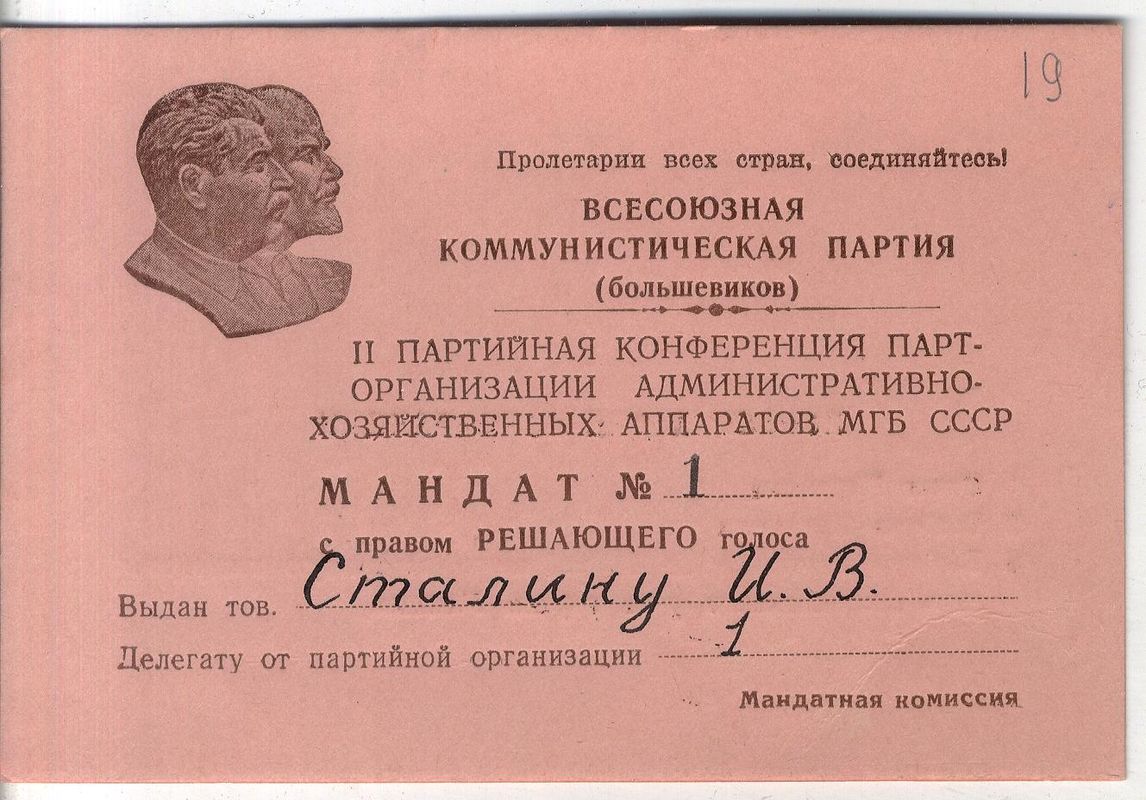 19
Пролетарии всех стран, соединяйтесь!
ВСЕСОЮЗНАЯ
КОММУНИСТИЧЕСКАЯ ПАРТИЯ
(большевиков)
II ПАРТИЙНАЯ КОНФЕРЕНЦИЯ ПАРТ-
ОРГАНИЗАЦИИ АДМИНИСТРАТИВНО-
ХОЗЯЙСТВЕННЫХ АППАРАТОВ МГБ СССР
МАНДАТ № 1
с правом РЕШАЮЩЕГО голоса
Выдан тов. Сталину И. В.
Делегату от партийной организации 1
Мандатная комиссия